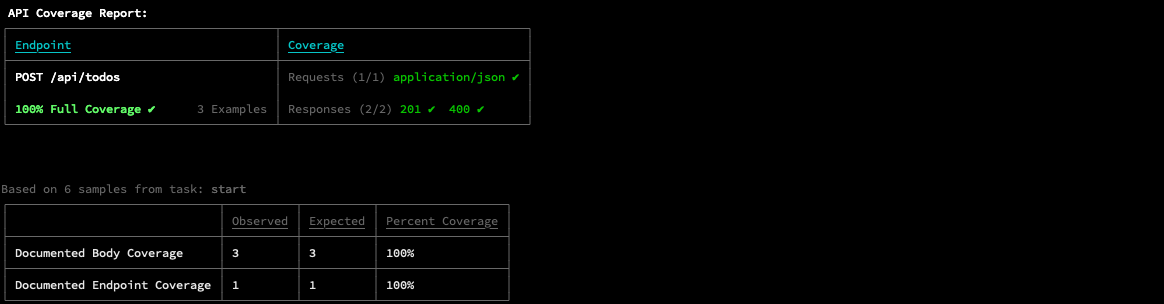 API Coverage Report:
Endpoint Coverage
POST /api/todos Requests (1/1) application/json ✔
100% Full Coverage ✔ 3 Examples Responses (2/2) 201 ✔ 400 ✔
Based on 6 samples from task: start
Observed Expected Percent Coverage
Documented Body Coverage 3 3 100%
Documented Endpoint Coverage 1 1 100%